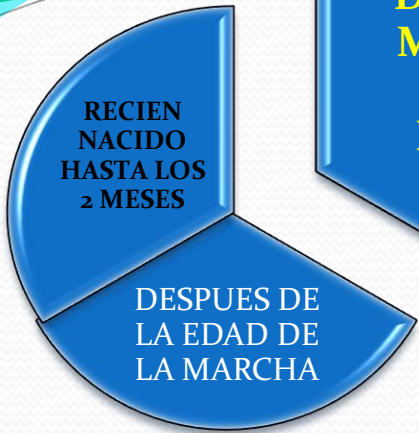 RECIEN
NACIDO
HASTA LOS
2 MESES
DESPUES DE
LA EDAD DE
LA MARCHA